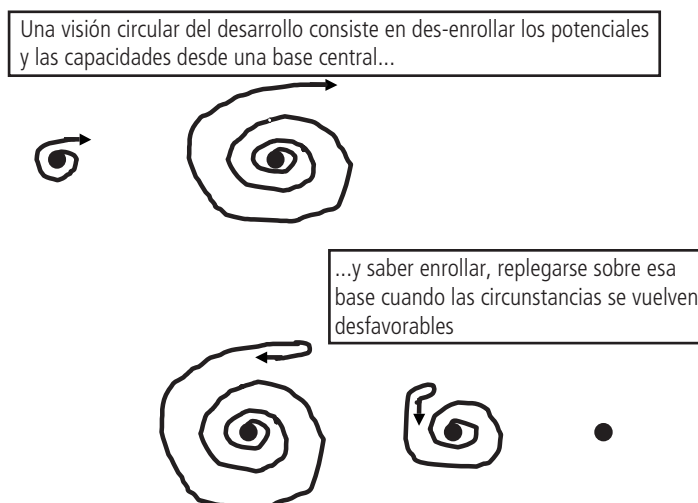 Una visión circular del desarrollo consiste en des-enrollar los potenciales
y las capacidades desde una base central...
...y saber enrollar, replegarse sobre esa
base cuando las circunstancias se vuelven
desfavorables